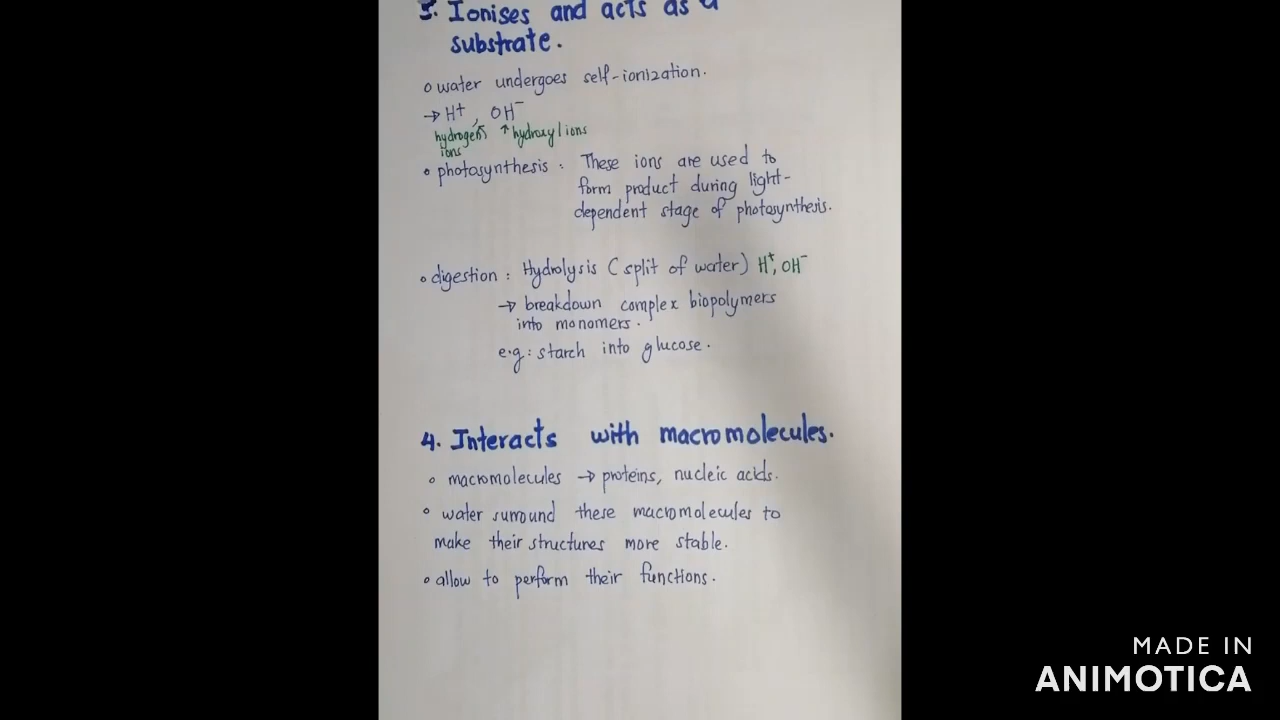 3. Ionises and acts as a
substrate.
o water undergoes self-ionization.
→ H⁺, OH⁻
hydrogen ↑ hydroxyl ions
ions
• photosynthesis : These ions are used to
form product during light-
dependent stage of photosynthesis.
• digestion : Hydrolysis (split of water) H⁺, OH⁻
→ breakdown complex biopolymers
into monomers.
e.g: starch into glucose.
4. Interacts with macromolecules.
o macromolecules → proteins, nucleic acids.
o water surround these macromolecules to
make their structures more stable.
o allow to perform their functions.
MADE IN
ANIMOTICA